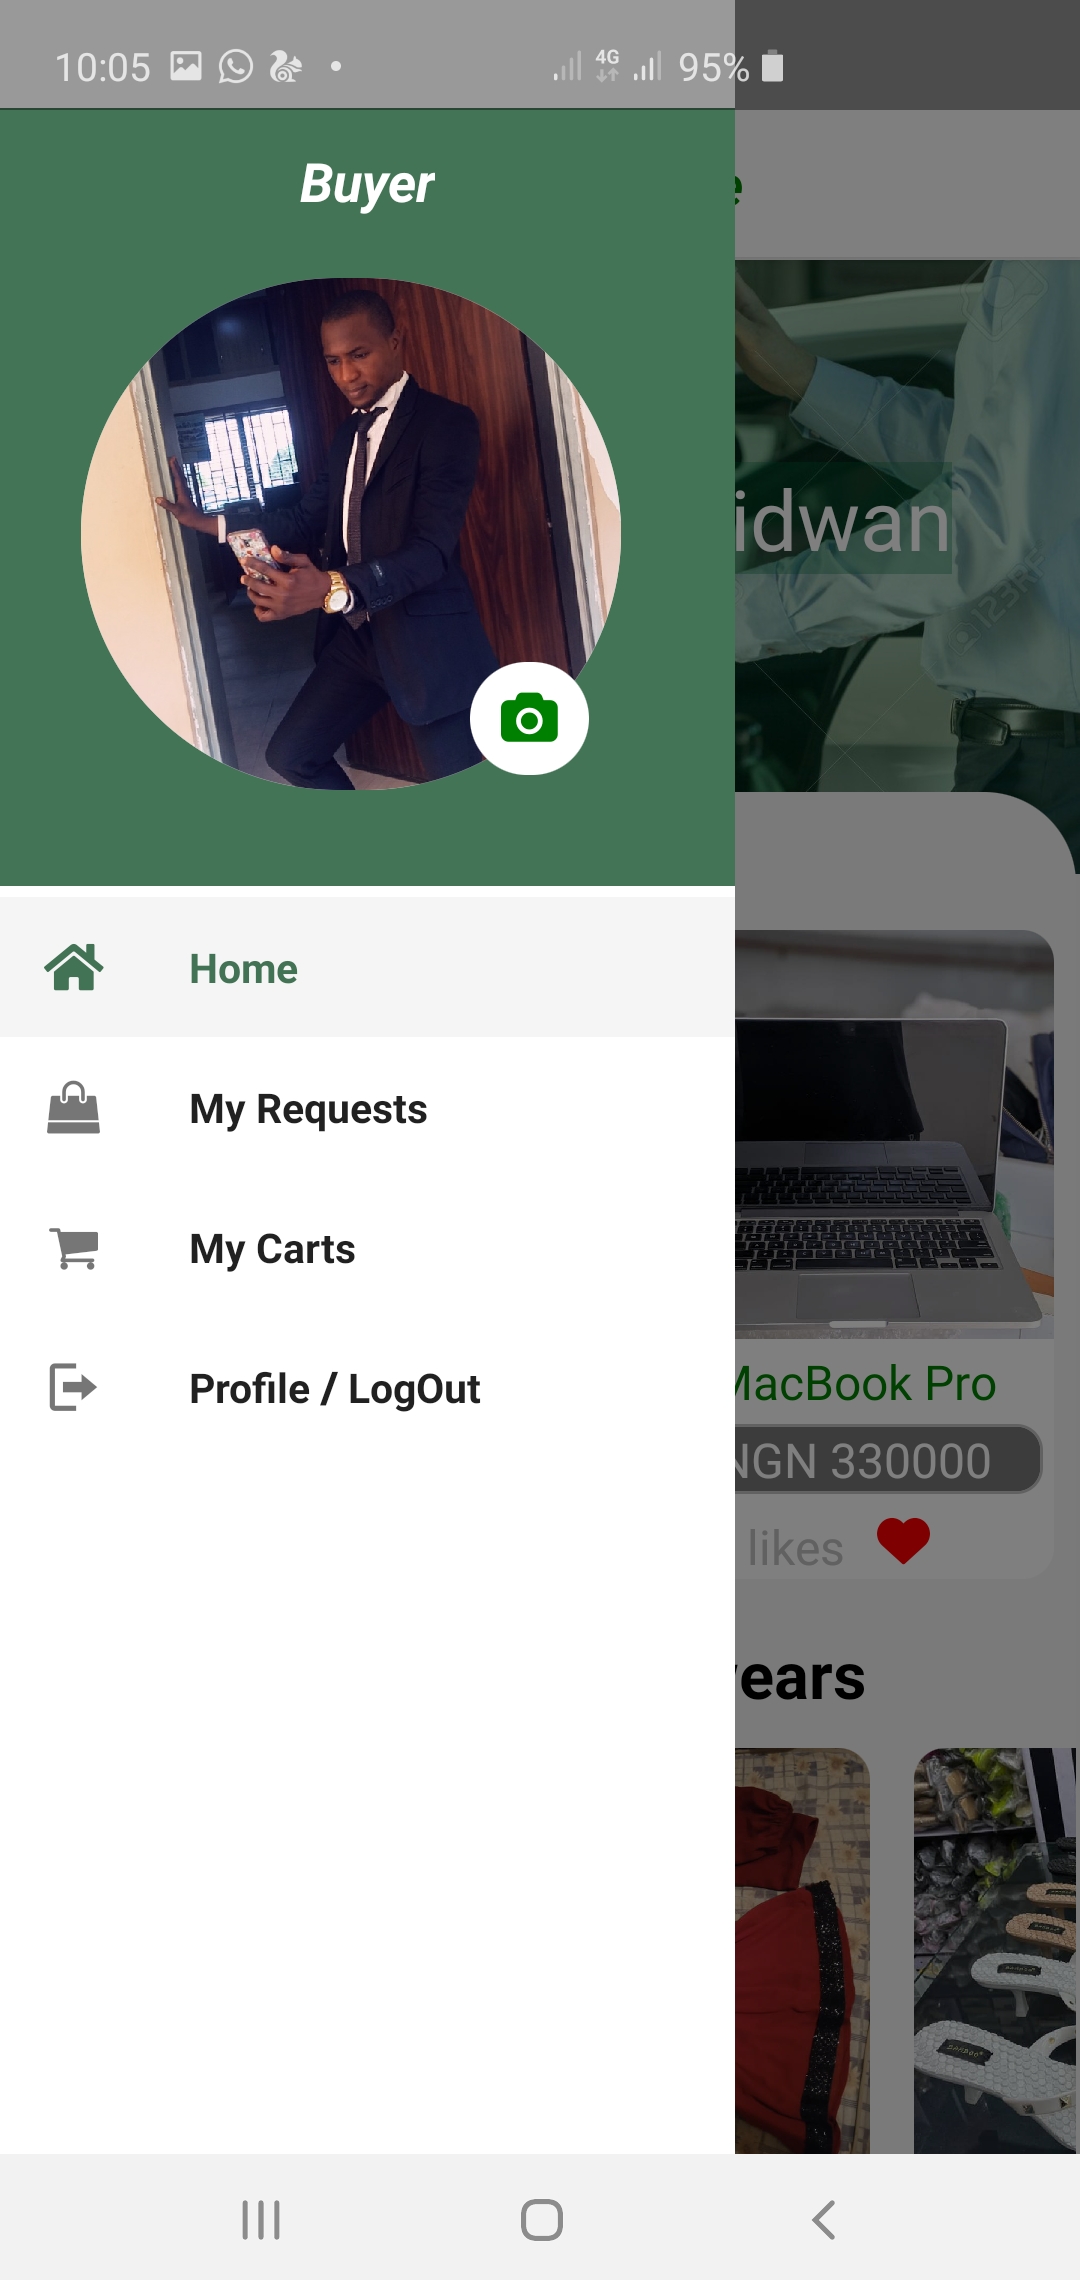 10:05 4G 95%
Buyer
e
idwan
123RF
Home
My Requests
My Carts
Profile / LogOut
MacBook Pro
NGN 330000
likes
years